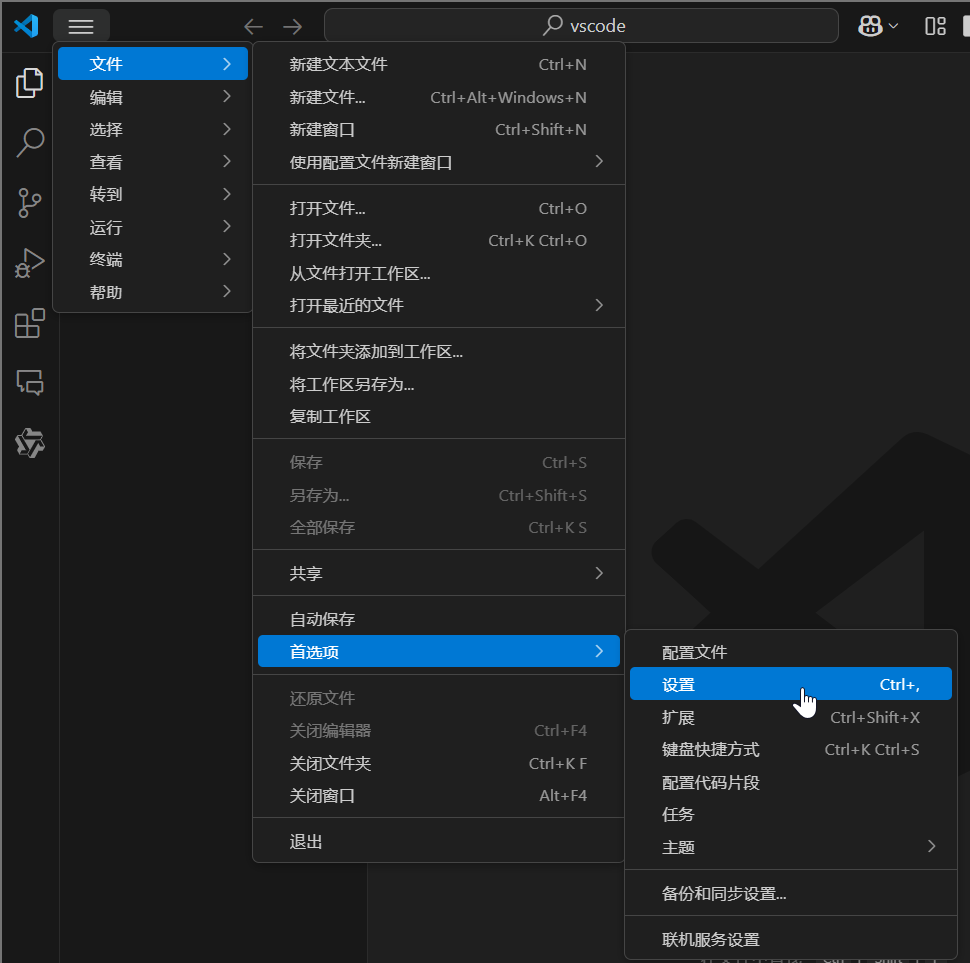 vscode
文件
编辑
选择
查看
转到
运行
终端
帮助
新建文本文件 Ctrl+N
新建文件... Ctrl+Alt+Windows+N
新建窗口 Ctrl+Shift+N
使用配置文件新建窗口
打开文件... Ctrl+O
打开文件夹... Ctrl+K Ctrl+O
从文件打开工作区...
打开最近的文件
将文件夹添加到工作区...
将工作区另存为...
复制工作区
保存 Ctrl+S
另存为... Ctrl+Shift+S
全部保存 Ctrl+K S
共享
自动保存
首选项
还原文件
关闭编辑器 Ctrl+F4
关闭文件夹 Ctrl+K F
关闭窗口 Alt+F4
退出
配置文件
设置 Ctrl+,
扩展 Ctrl+Shift+X
键盘快捷方式 Ctrl+K Ctrl+S
配置代码片段
任务
主题
备份和同步设置...
联机服务设置